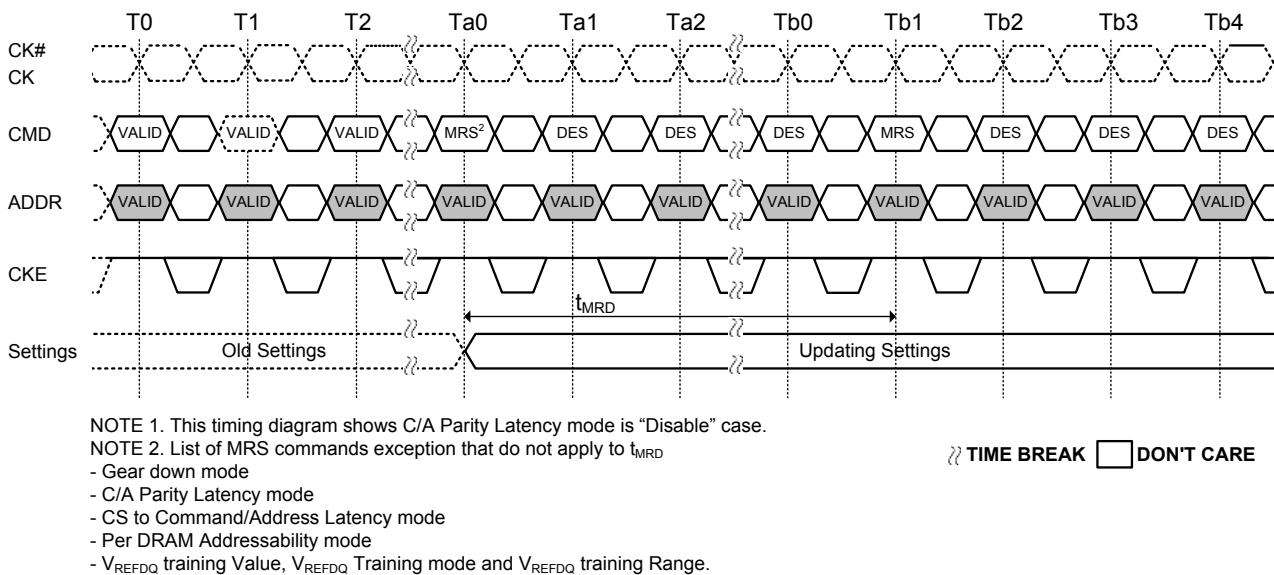 T0 T1 T2 Ta0 Ta1 Ta2 Tb0 Tb1 Tb2 Tb3 Tb4
CK#
CK
CMD VALID VALID VALID MRS² DES DES DES MRS DES DES DES
ADDR VALID VALID VALID VALID VALID VALID VALID VALID VALID VALID VALID
CKE
tMRD
Settings Old Settings Updating Settings
NOTE 1. This timing diagram shows C/A Parity Latency mode is “Disable” case.
NOTE 2. List of MRS commands exception that do not apply to tMRD
- Gear down mode
- C/A Parity Latency mode
- CS to Command/Address Latency mode
- Per DRAM Addressability mode
- VREFDQ training Value, VREFDQ Training mode and VREFDQ training Range.
TIME BREAK DON'T CARE